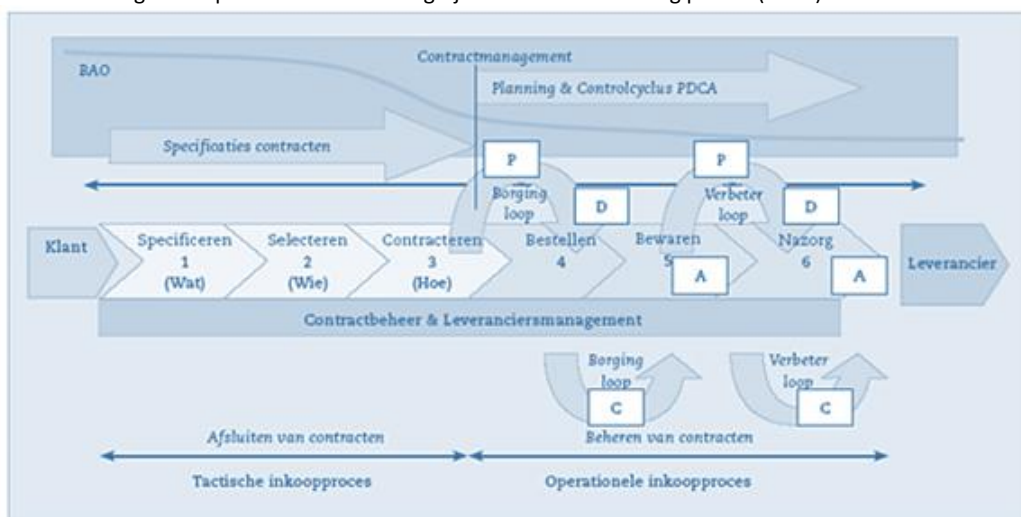 Contractmanagement
BAO
Planning & Controlcyclus PDCA
Specificaties contracten
P
P
Borging
loop
Verbeter
loop
D
D
Klant
Specificeren
1
(Wat)
Selecteren
2
(Wie)
Contracteren
3
(Hoe)
Bestellen
4
Bewaren
5
A
Nazorg
6
A
Leverancier
Contractbeheer & Leveranciersmanagement
Borging
loop
C
Verbeter
loop
C
Afsluiten van contracten
Beheren van contracten
Tactische inkoopproces
Operationele inkoopproces